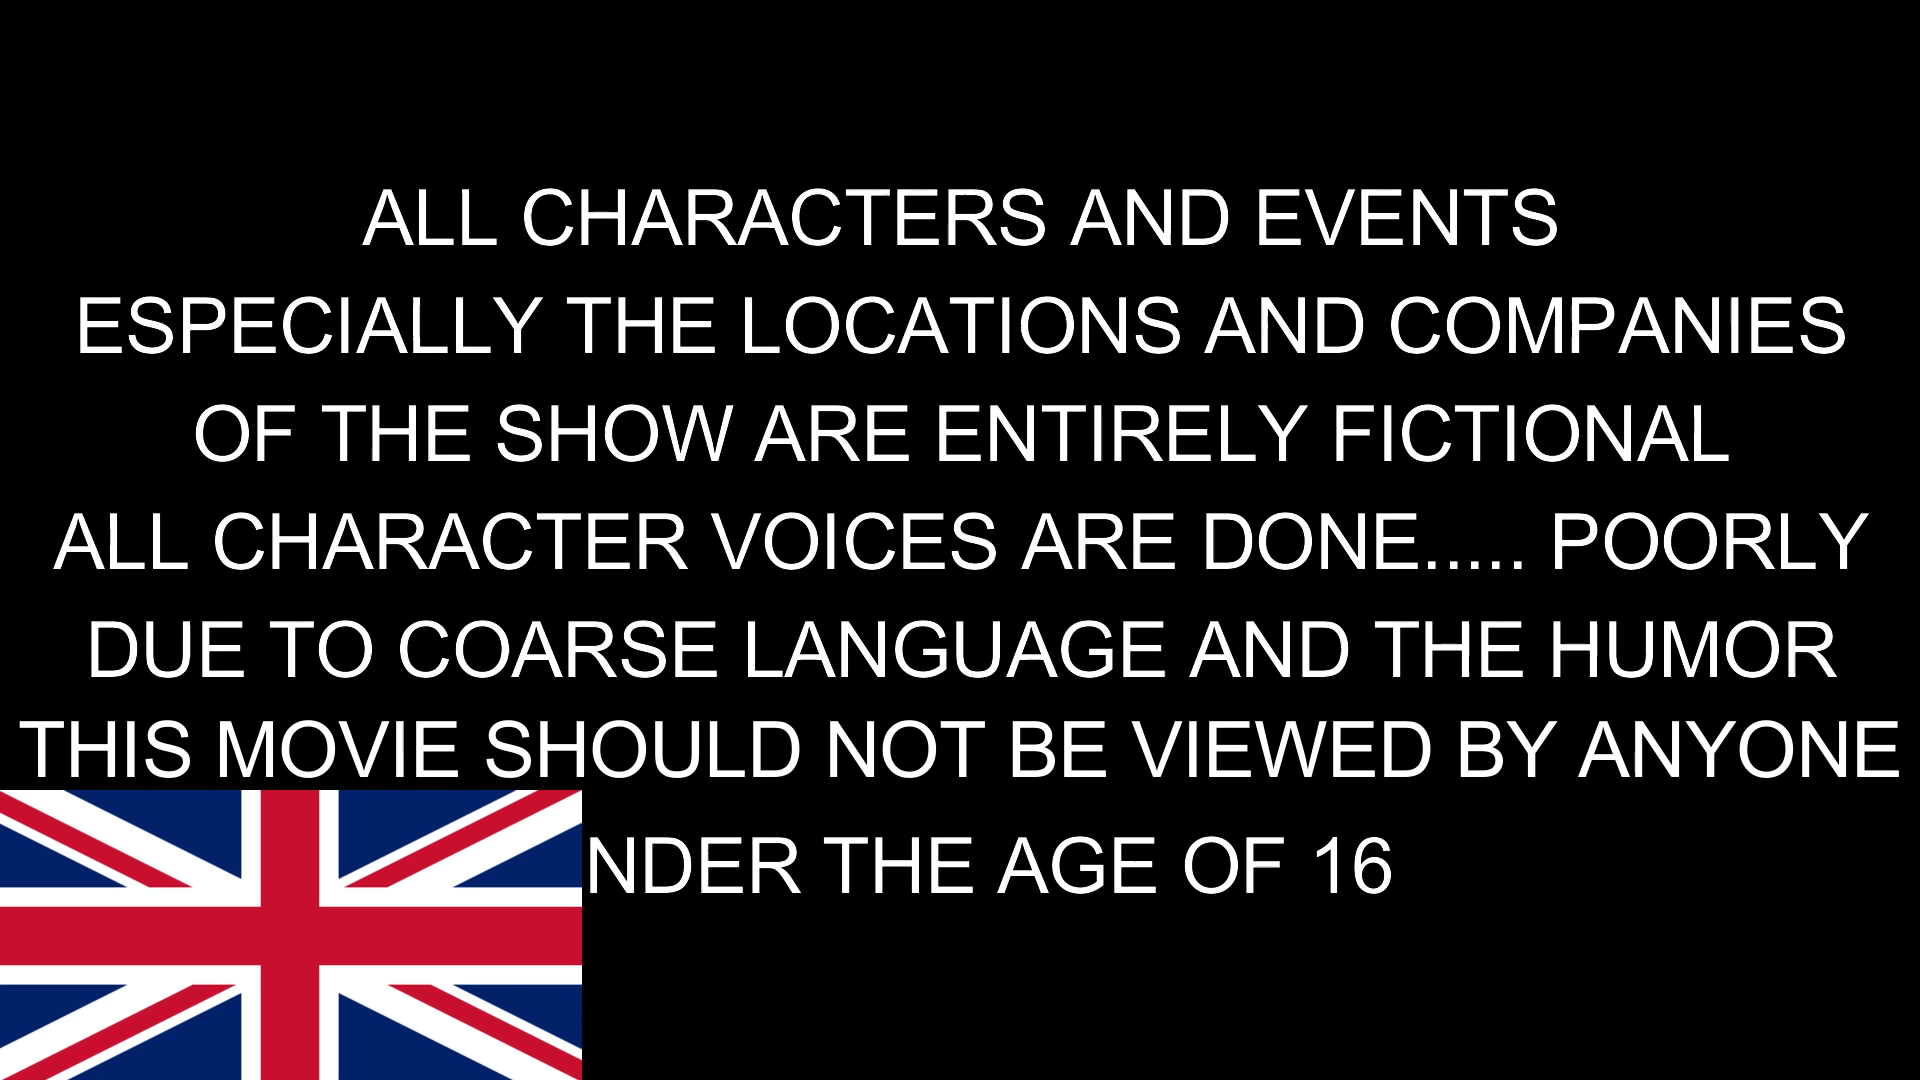 ALL CHARACTERS AND EVENTS
ESPECIALLY THE LOCATIONS AND COMPANIES
OF THE SHOW ARE ENTIRELY FICTIONAL
ALL CHARACTER VOICES ARE DONE..... POORLY
DUE TO COARSE LANGUAGE AND THE HUMOR
THIS MOVIE SHOULD NOT BE VIEWED BY ANYONE
NDER THE AGE OF 16